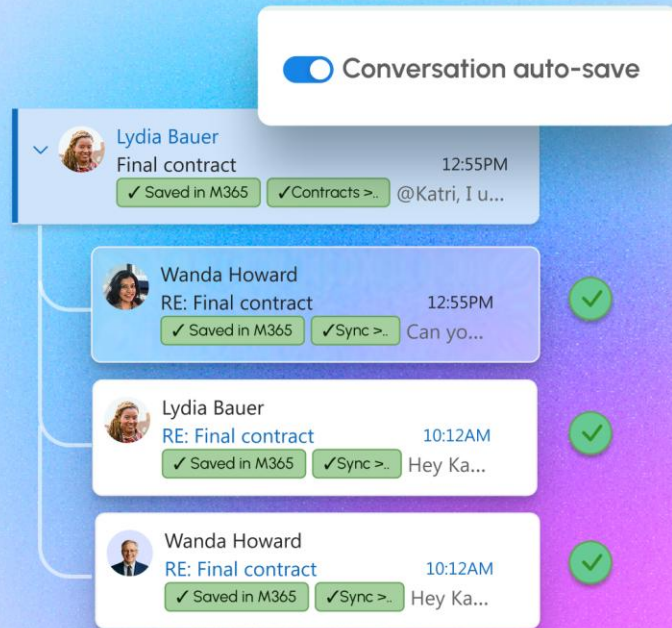 Conversation auto-save
Lydia Bauer
Final contract 12:55PM
✓ Saved in M365 ✓Contracts >.. @Katri, I u...
Wanda Howard
RE: Final contract 12:55PM
✓ Saved in M365 ✓Sync >.. Can yo...
Lydia Bauer
RE: Final contract 10:12AM
✓ Saved in M365 ✓Sync >.. Hey Ka...
Wanda Howard
RE: Final contract 10:12AM
✓ Saved in M365 ✓Sync >.. Hey Ka...